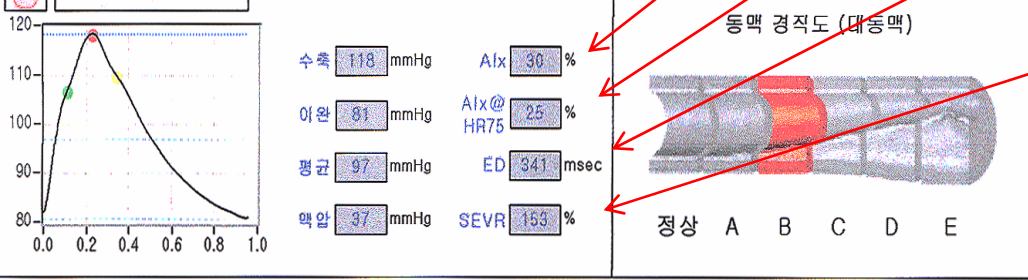 동맥 경직도 (대동맥)
120
110
100
90
80
0.0 0.2 0.4 0.6 0.8 1.0
수축 118 mmHg AIx 30 %
이완 81 mmHg AIx@ HR75 25 %
평균 97 mmHg ED 341 msec
맥압 37 mmHg SEVR 153 %
정상 A B C D E